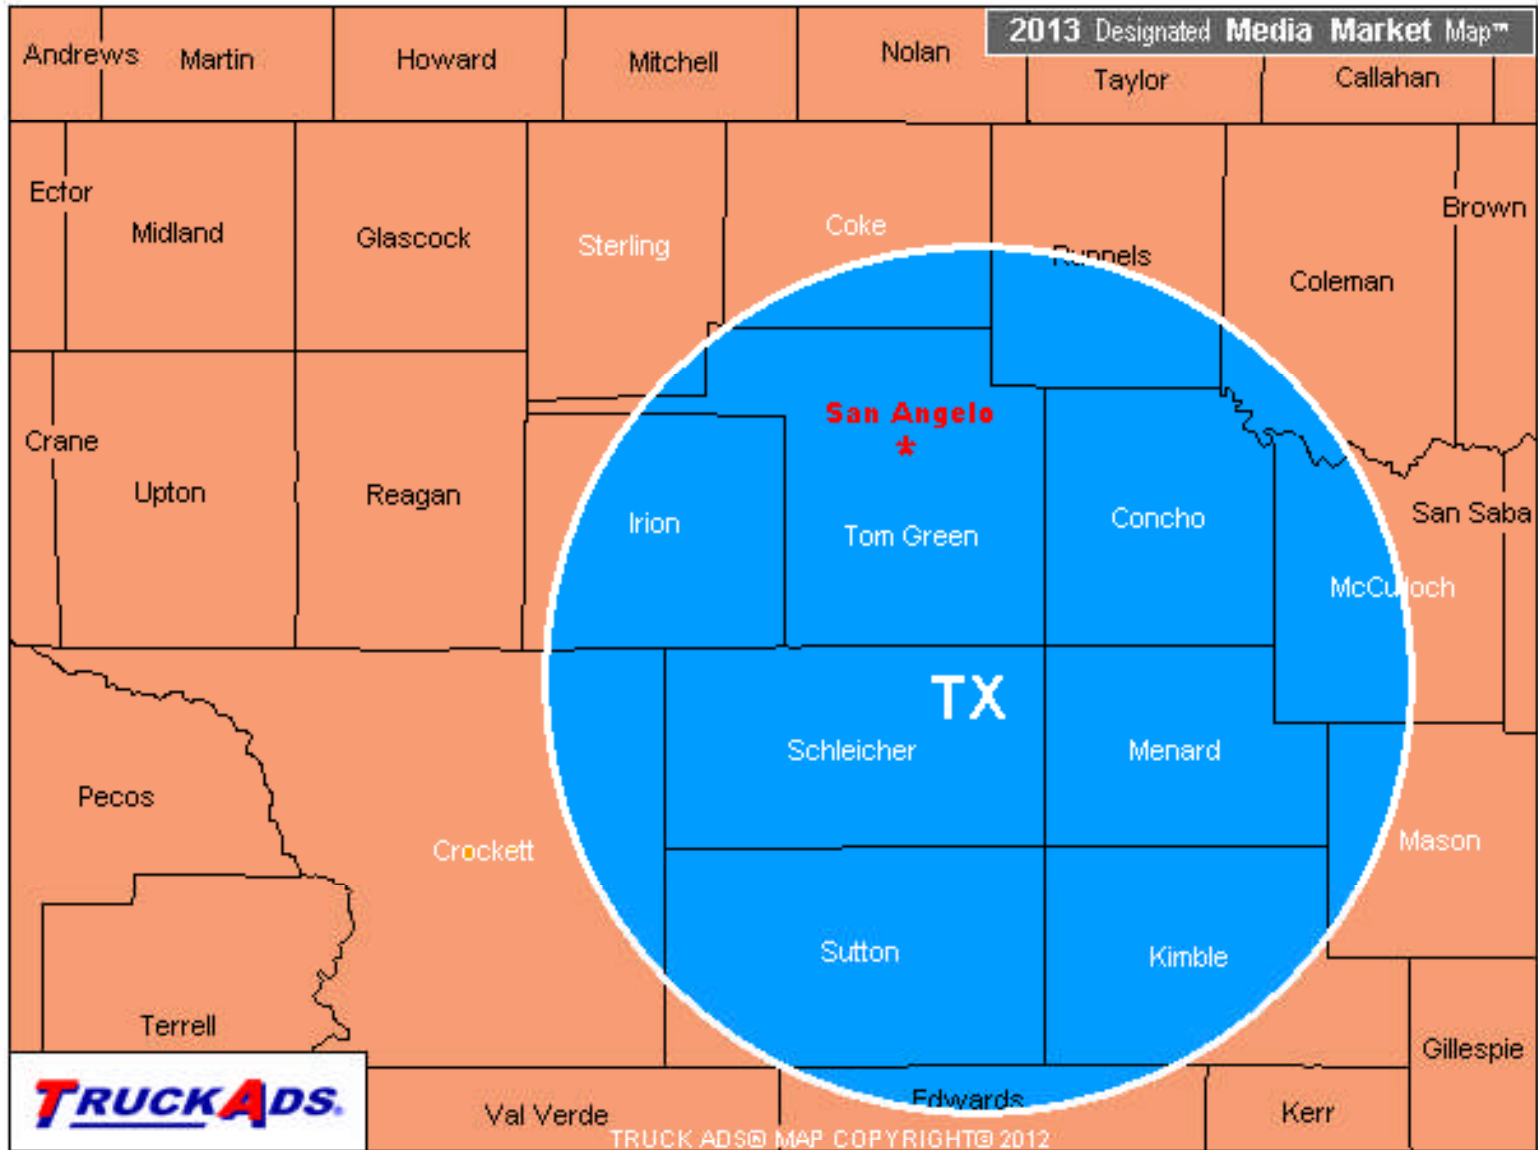 2013 Designated Media Market Map™
Andrews
Martin
Howard
Mitchell
Nolan
Taylor
Callahan
Ector
Midland
Glascock
Sterling
Coke
Runnels
Coleman
Brown
Crane
Upton
Reagan
Irion
San Angelo
*
Tom Green
Concho
San Saba
McCulloch
TX
Schleicher
Menard
Pecos
Crockett
Mason
Sutton
Kimble
Terrell
Gillespie
TRUCKADS.
Val Verde
Edwards
Kerr
TRUCK ADS® MAP COPYRIGHT© 2012